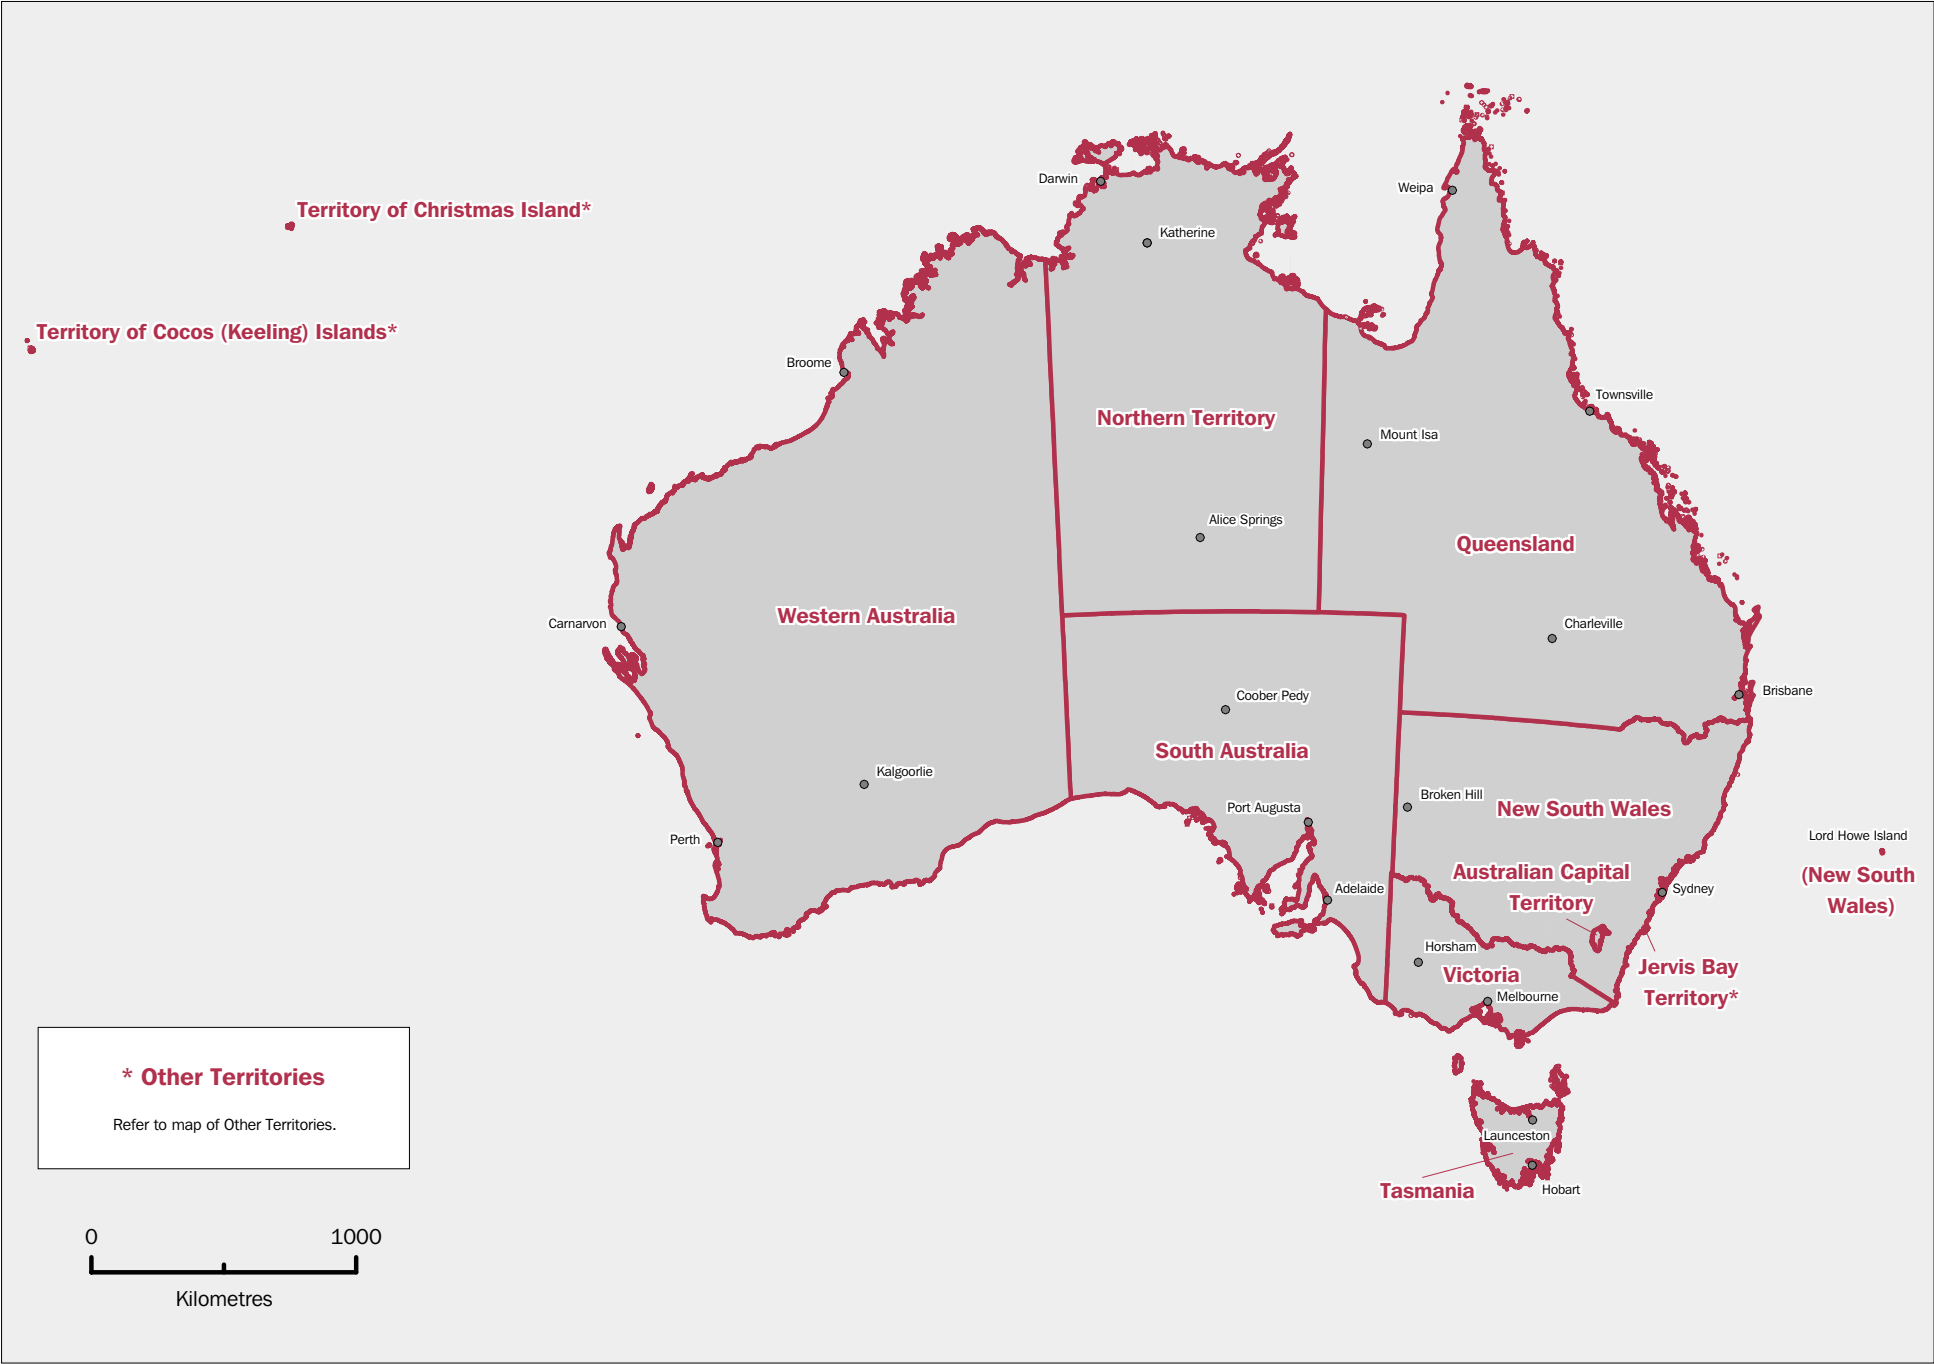 Darwin
Weipa
Territory of Christmas Island*
Katherine
Territory of Cocos (Keeling) Islands*
Broome
Townsville
Northern Territory
Mount Isa
Alice Springs
Queensland
Western Australia
Carnarvon
Charleville
Coober Pedy
Brisbane
South Australia
Kalgoorlie
Broken Hill
Port Augusta
New South Wales
Perth
Lord Howe Island
(New South
Wales)
Australian Capital
Territory
Adelaide
Sydney
Horsham
Victoria
Jervis Bay
Territory*
Melbourne
* Other Territories
Refer to map of Other Territories.
Launceston
Tasmania
Hobart
0
1000
Kilometres